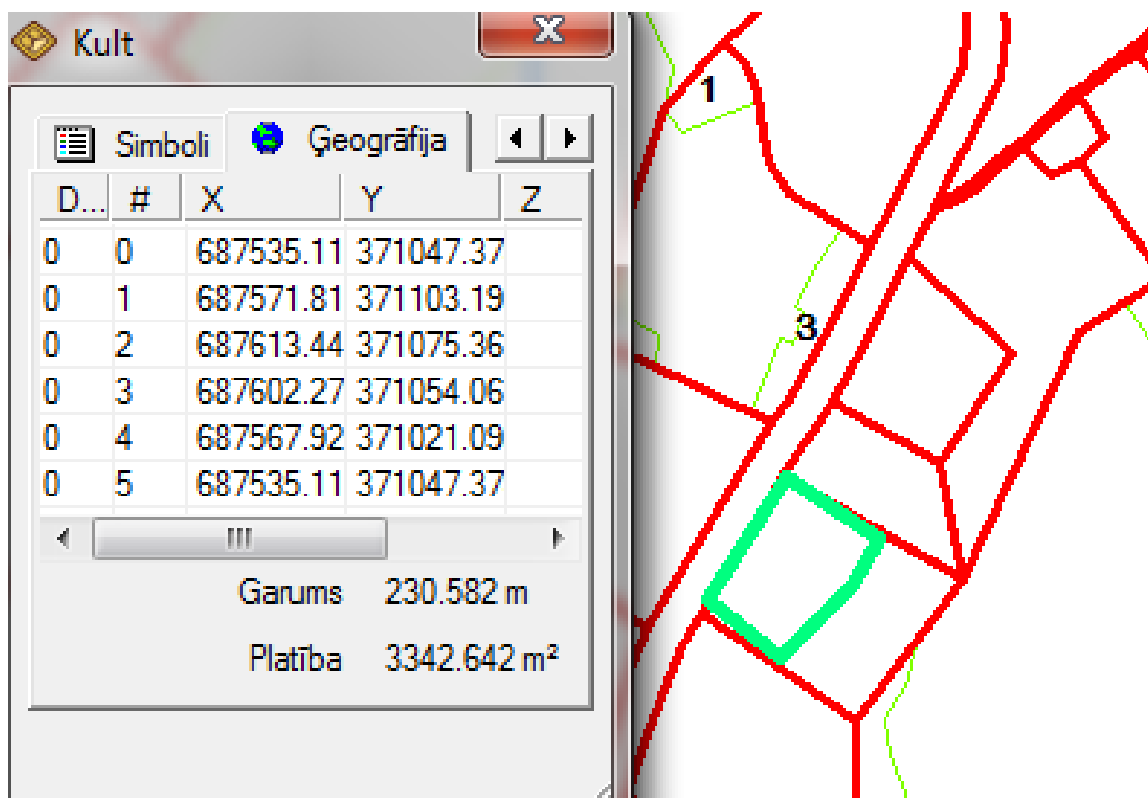 Kult
Simboli Ģeogrāfija
D... # X Y Z
0 0 687535.11 371047.37
0 1 687571.81 371103.19
0 2 687613.44 371075.36
0 3 687602.27 371054.06
0 4 687567.92 371021.09
0 5 687535.11 371047.37
Garums 230.582 m
Platība 3342.642 m²
1
3